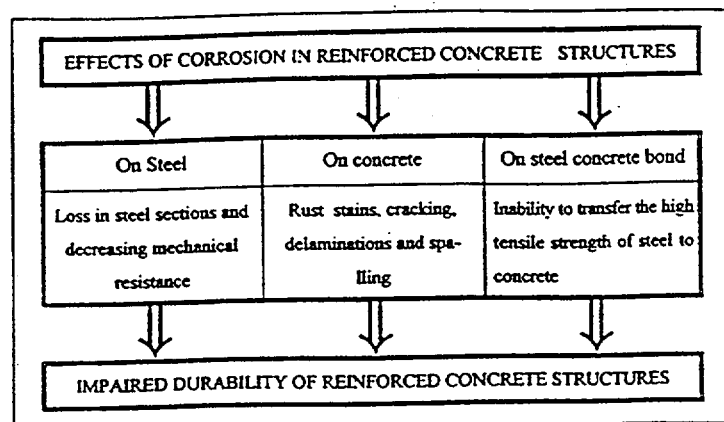 EFFECTS OF CORROSION IN REINFORCED CONCRETE STRUCTURES
On Steel
Loss in steel sections and
decreasing mechanical
resistance
On concrete
Rust stains, cracking,
delaminations and spa-
lling
On steel concrete bond
Inability to transfer the high
tensile strength of steel to
concrete
IMPAIRED DURABILITY OF REINFORCED CONCRETE STRUCTURES